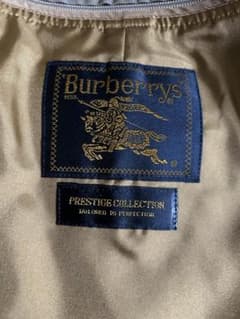 Burberrys
PRESTIGE COLLECTION
TAILORED TO PERFECTION